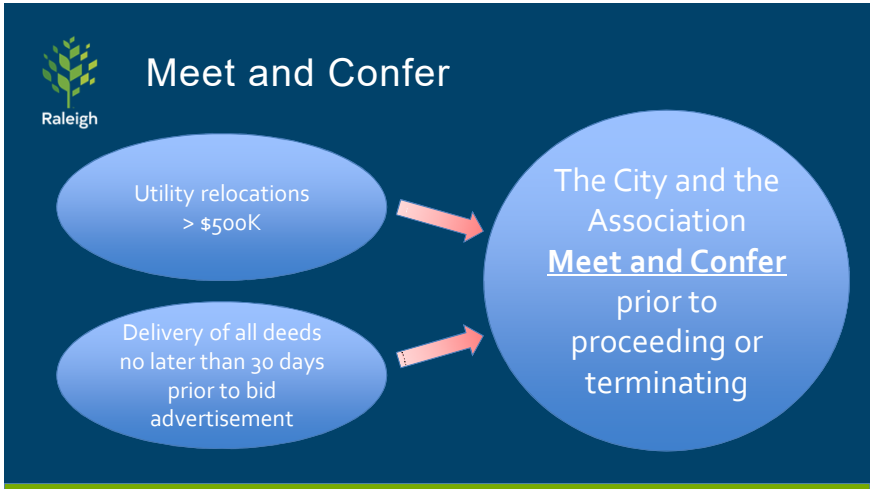 Raleigh
Meet and Confer
Utility relocations
> $500K
Delivery of all deeds
no later than 30 days
prior to bid
advertisement
The City and the
Association
Meet and Confer
prior to
proceeding or
terminating